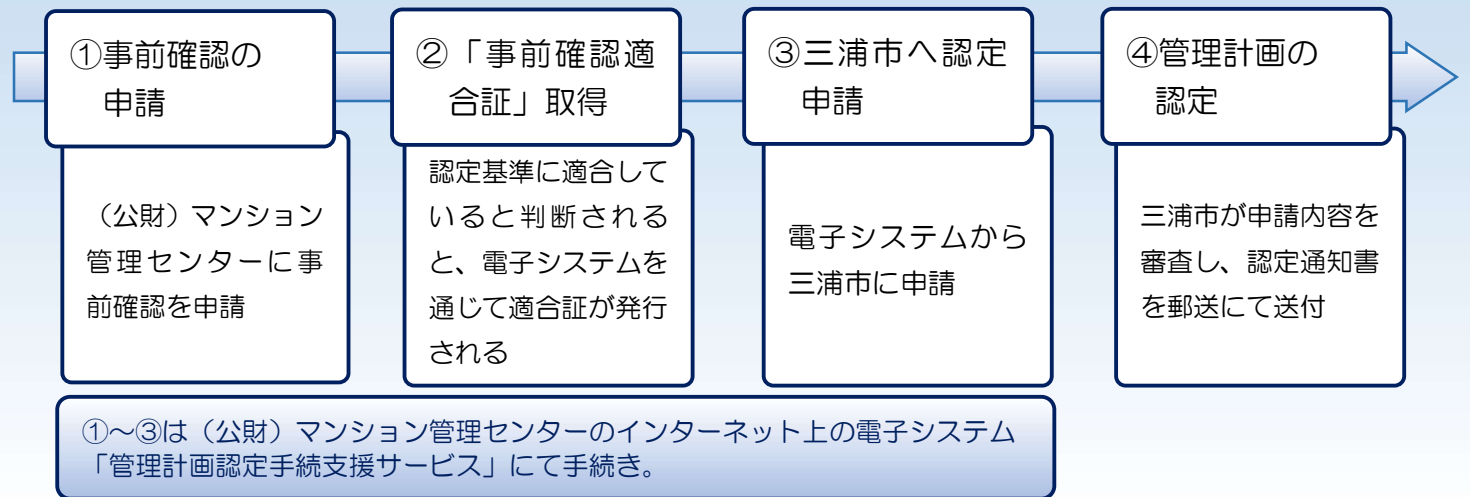 ①事前確認の
申請
（公財）マンション
管理センターに事
前確認を申請
②「事前確認適
合証」取得
認定基準に適合して
いると判断される
と、電子システムを
通じて適合証が発行
される
③三浦市へ認定
申請
電子システムから
三浦市に申請
④管理計画の
認定
三浦市が申請内容を
審査し、認定通知書
を郵送にて送付
①～③は（公財）マンション管理センターのインターネット上の電子システム
「管理計画認定手続支援サービス」にて手続き。